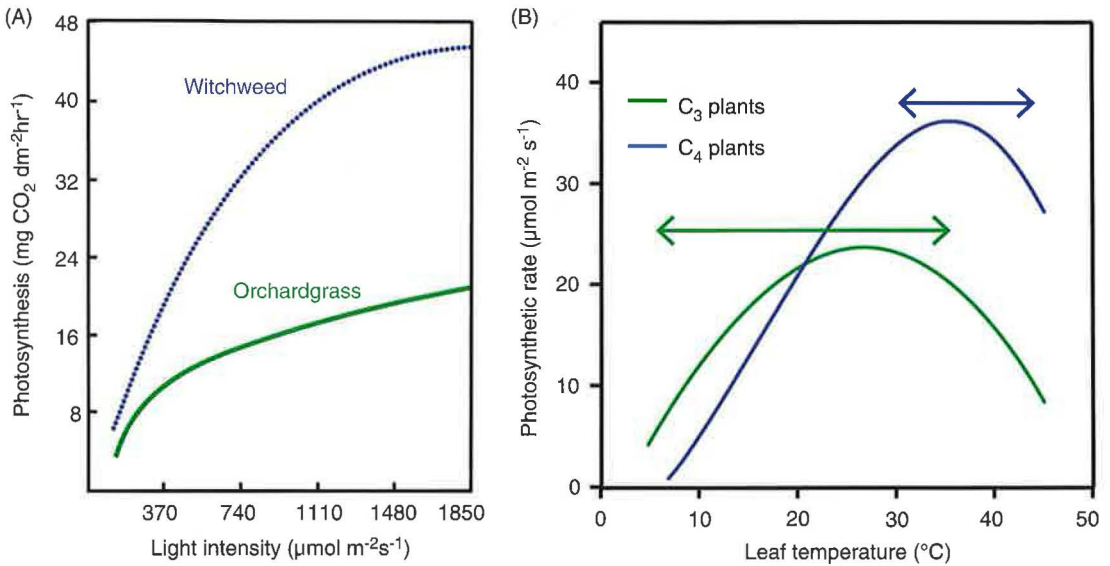 (A)
48
40
32
24
16
8
Photosynthesis (mg CO₂ dm⁻²hr⁻¹)
Witchweed
Orchardgrass
370 740 1110 1480 1850
Light intensity (μmol m⁻²s⁻¹)
(B)
40
30
20
10
0
Photosynthetic rate (μmol m⁻² s⁻¹)
C₃ plants
C₄ plants
0 10 20 30 40 50
Leaf temperature (°C)